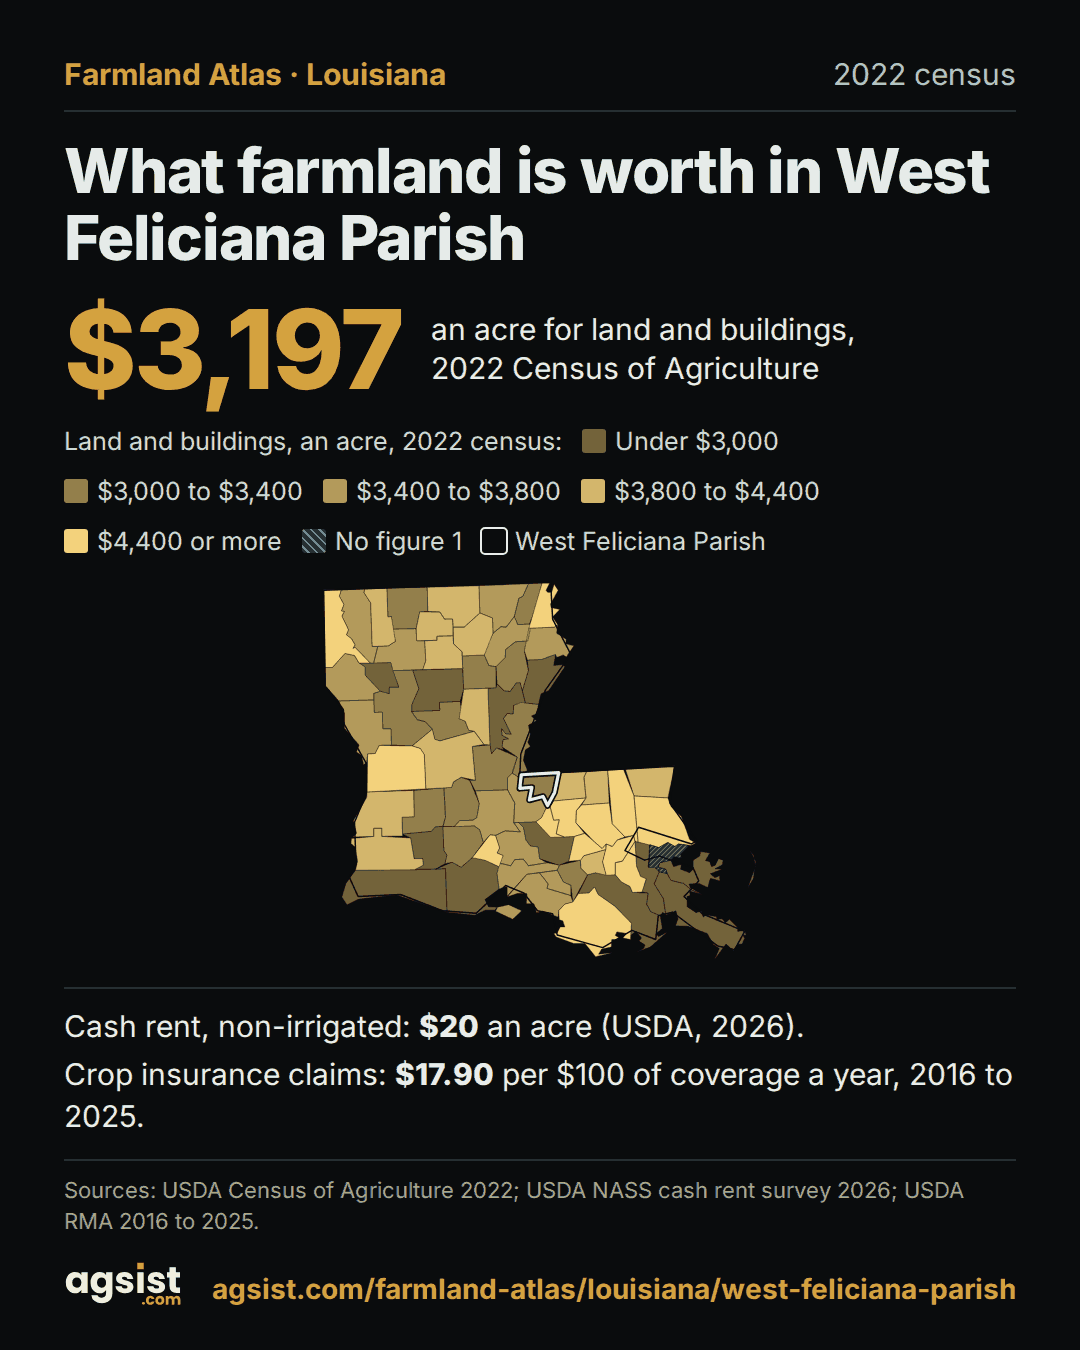 Farmland Atlas · Louisiana
2022 census
What farmland is worth in West
Feliciana Parish
$3,197
an acre for land and buildings,
2022 Census of Agriculture
Land and buildings, an acre, 2022 census: Under $3,000
$3,000 to $3,400 $3,400 to $3,800 $3,800 to $4,400
$4,400 or more No figure 1 West Feliciana Parish
Cash rent, non-irrigated: $20 an acre (USDA, 2026).
Crop insurance claims: $17.90 per $100 of coverage a year, 2016 to
2025.
Sources: USDA Census of Agriculture 2022; USDA NASS cash rent survey 2026; USDA
RMA 2016 to 2025.
agsist
.com
agsist.com/farmland-atlas/louisiana/west-feliciana-parish